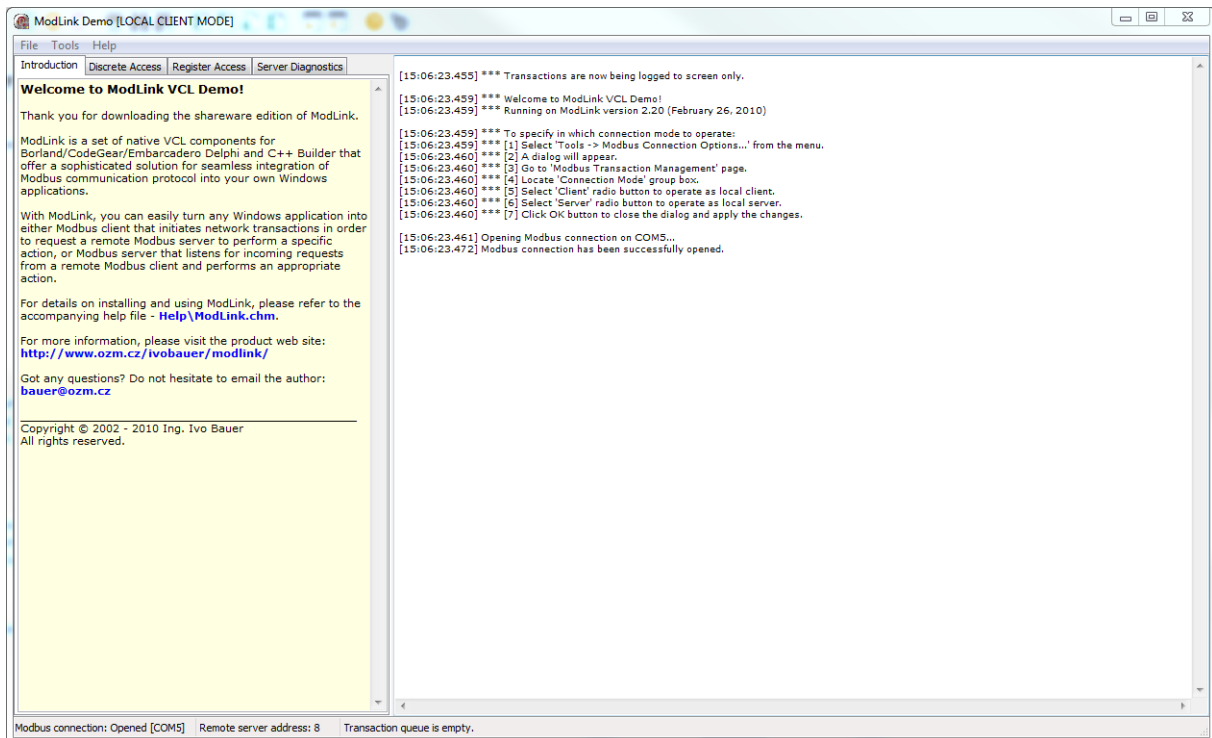 ModLink Demo [LOCAL CLIENT MODE]
File Tools Help
Introduction Discrete Access Register Access Server Diagnostics
Welcome to ModLink VCL Demo!
Thank you for downloading the shareware edition of ModLink.
ModLink is a set of native VCL components for
Borland/CodeGear/Embarcadero Delphi and C++ Builder that
offer a sophisticated solution for seamless integration of
Modbus communication protocol into your own Windows
applications.
With ModLink, you can easily turn any Windows application into
either Modbus client that initiates network transactions in order
to request a remote Modbus server to perform a specific
action, or Modbus server that listens for incoming requests
from a remote Modbus client and performs an appropriate
action.
For details on installing and using ModLink, please refer to the
accompanying help file - Help\ModLink.chm.
For more information, please visit the product web site:
http://www.ozm.cz/ivobauer/modlink/
Got any questions? Do not hesitate to email the author:
bauer@ozm.cz
Copyright © 2002 - 2010 Ing. Ivo Bauer
All rights reserved.
[15:06:23.455] *** Transactions are now being logged to screen only.
[15:06:23.459] *** Welcome to ModLink VCL Demo!
[15:06:23.459] *** Running on ModLink version 2.20 (February 26, 2010)
[15:06:23.459] *** To specify in which connection mode to operate:
[15:06:23.459] *** [1] Select 'Tools -> Modbus Connection Options...' from the menu.
[15:06:23.460] *** [2] A dialog will appear.
[15:06:23.460] *** [3] Go to 'Modbus Transaction Management' page.
[15:06:23.460] *** [4] Locate 'Connection Mode' group box.
[15:06:23.460] *** [5] Select 'Client' radio button to operate as local client.
[15:06:23.460] *** [6] Select 'Server' radio button to operate as local server.
[15:06:23.460] *** [7] Click OK button to close the dialog and apply the changes.
[15:06:23.461] Opening Modbus connection on COM5...
[15:06:23.472] Modbus connection has been successfully opened.
Modbus connection: Opened [COM5] Remote server address: 8 Transaction queue is empty.